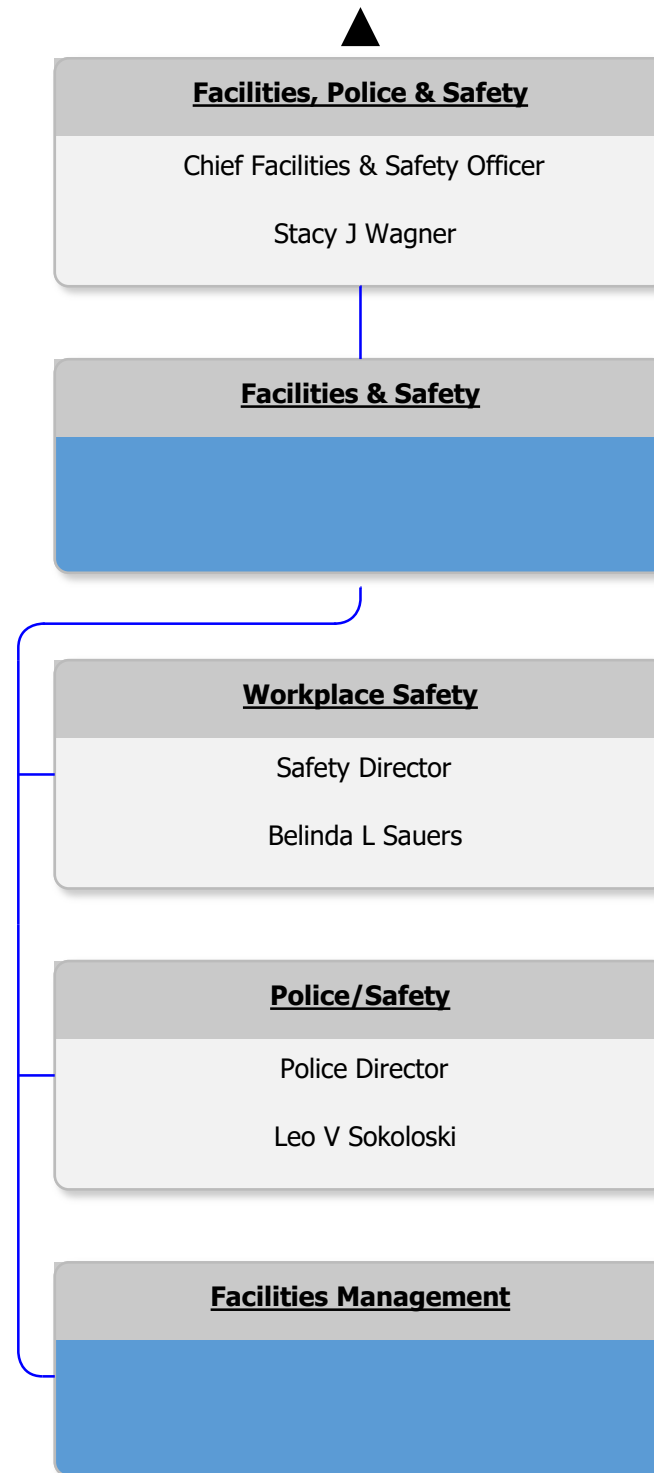 Facilities, Police & Safety
Chief Facilities & Safety Officer
Stacy J Wagner
Facilities & Safety
Workplace Safety
Safety Director
Belinda L Sauers
Police/Safety
Police Director
Leo V Sokoloski
Facilities Management